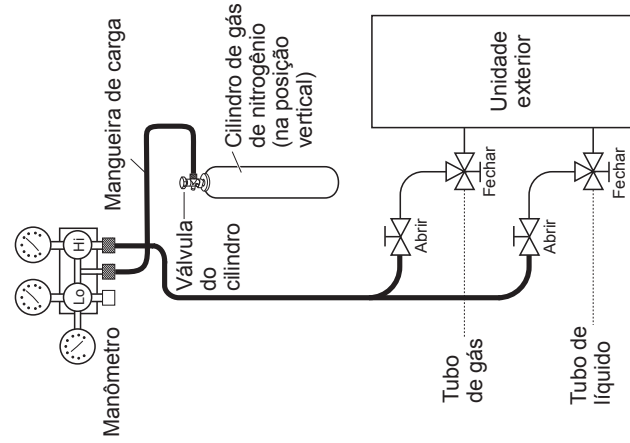 Manômetro
Lo
Hi
Mangueira de carga
Válvula
do
cilindro
Cilindro de gás
de nitrogênio
(na posição
vertical)
Unidade
exterior
Abrir
Fechar
Abrir
Fechar
Tubo
de gás
Tubo de
líquido